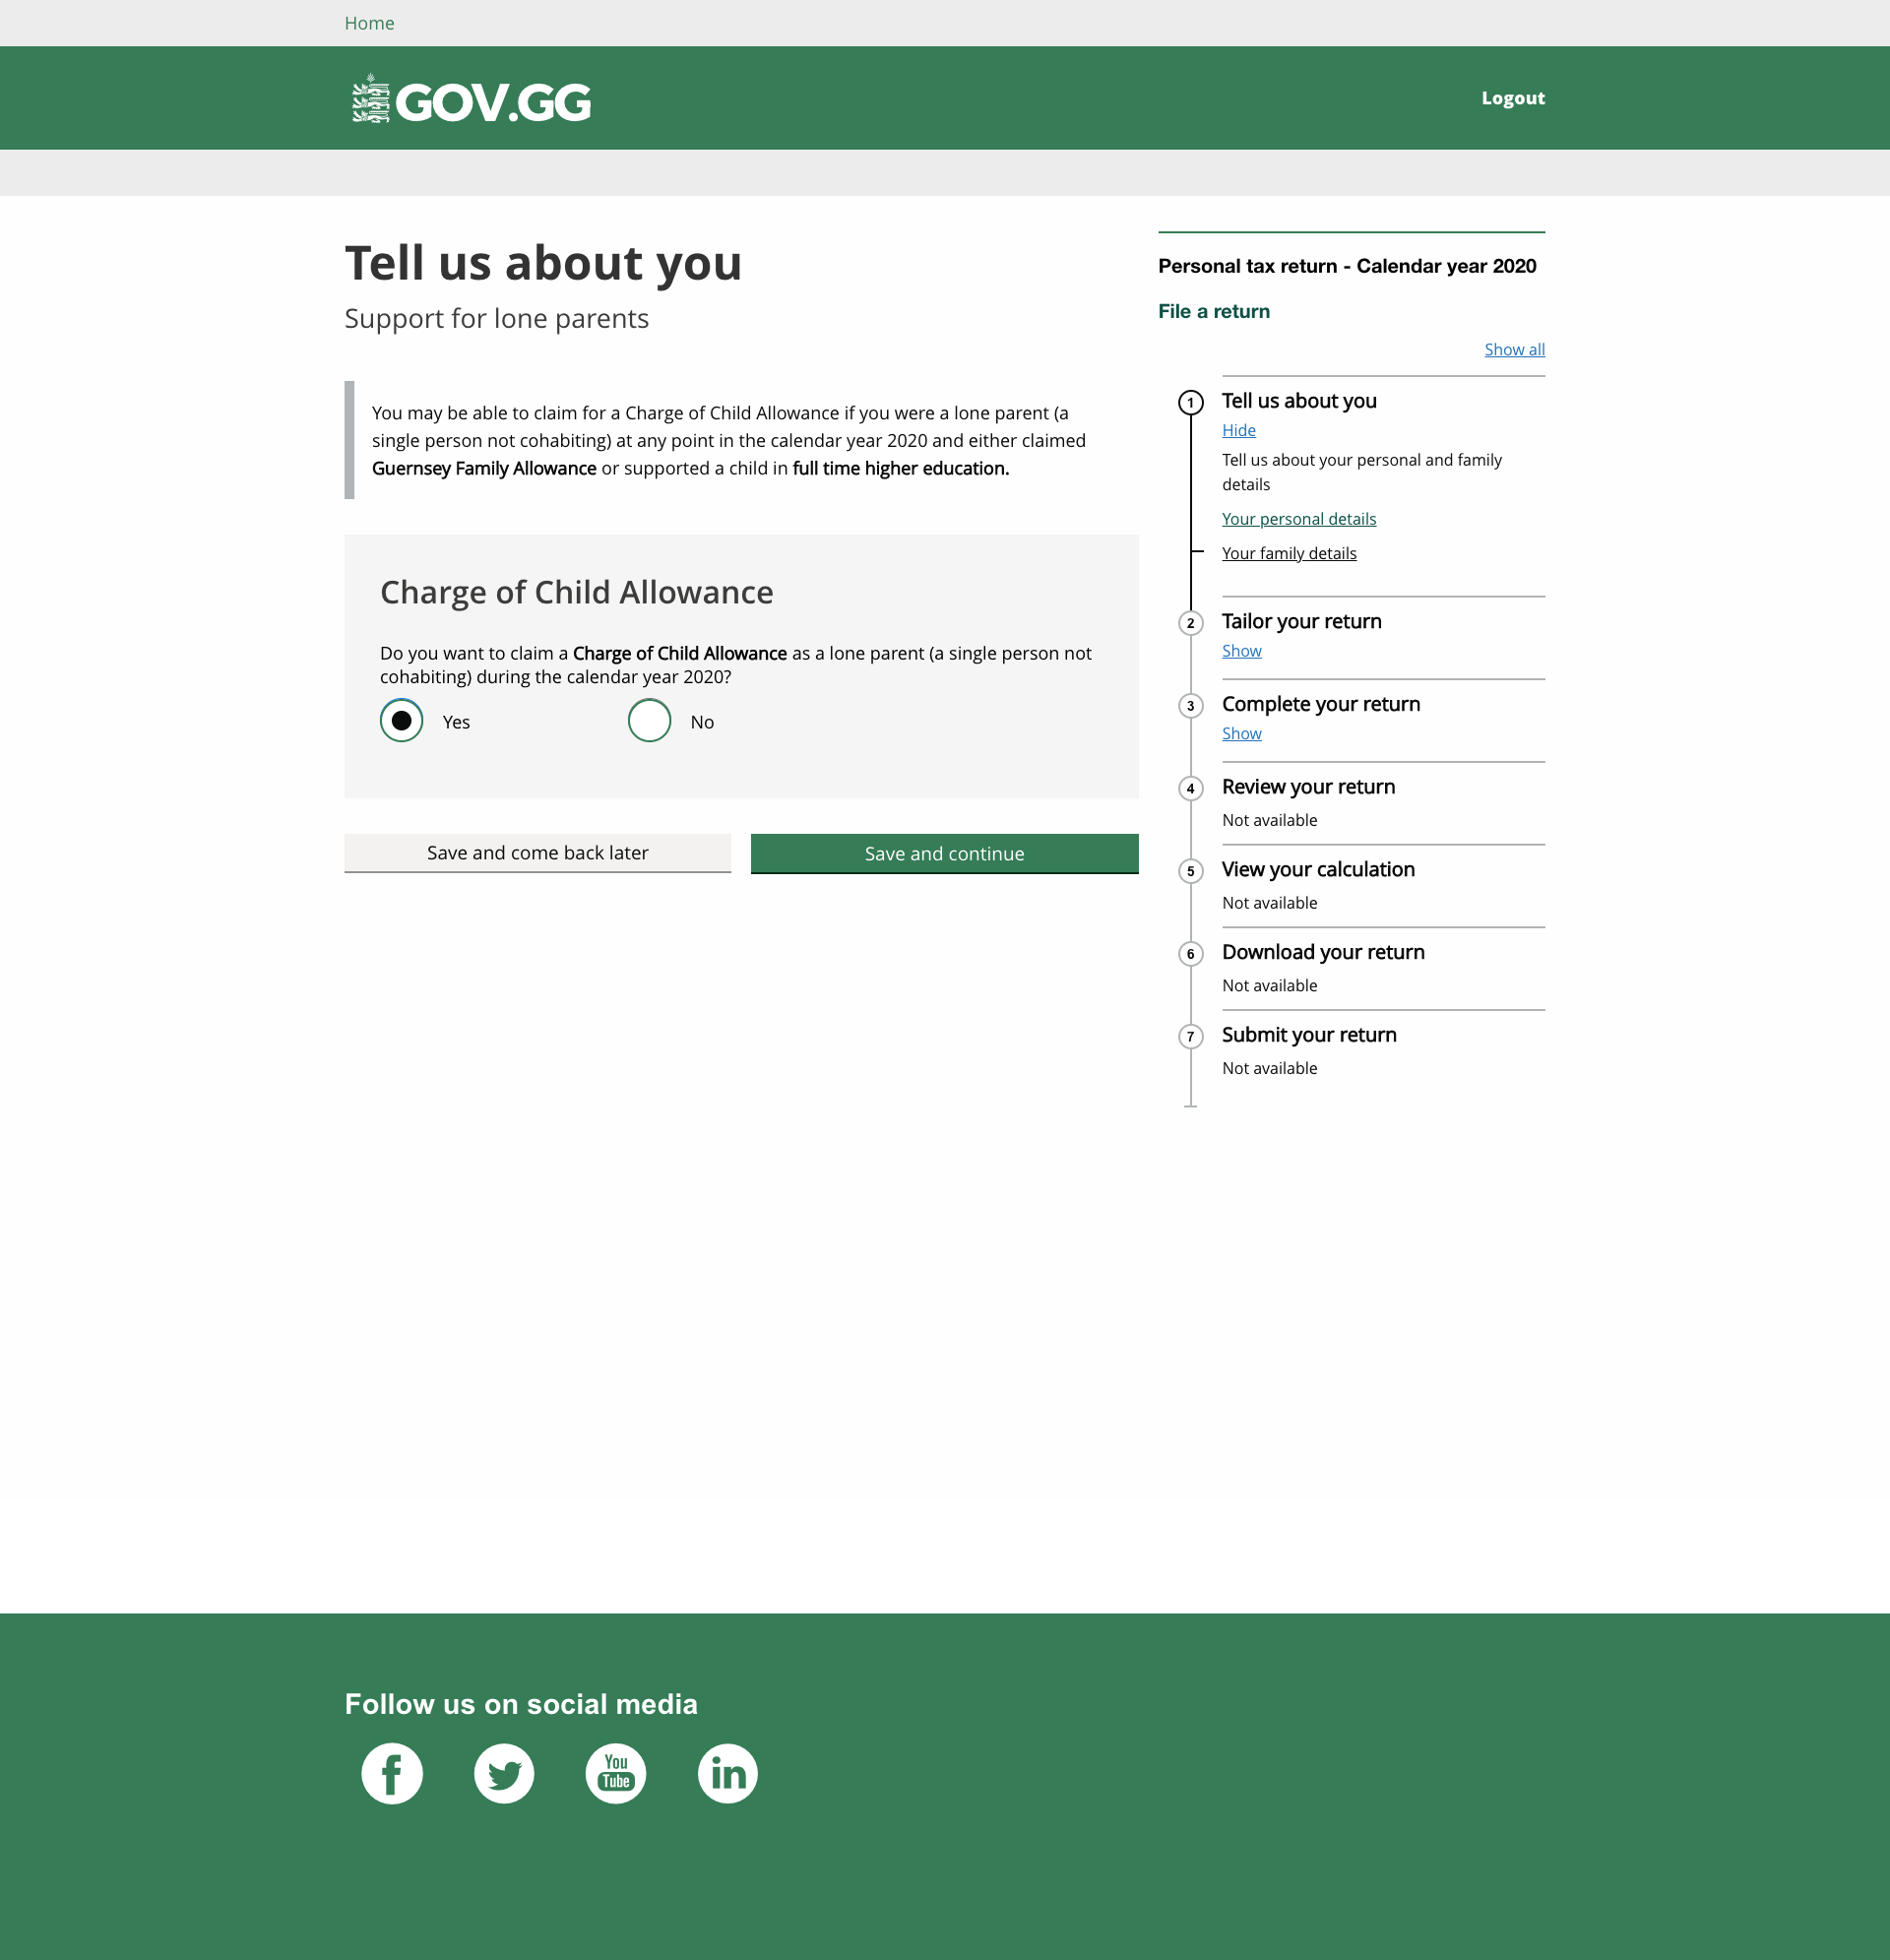 Home
GOV.GG
Logout
Tell us about you
Support for lone parents
You may be able to claim for a Charge of Child Allowance if you were a lone parent (a
single person not cohabiting) at any point in the calendar year 2020 and either claimed
Guernsey Family Allowance or supported a child in full time higher education.
Charge of Child Allowance
Do you want to claim a Charge of Child Allowance as a lone parent (a single person not
cohabiting) during the calendar year 2020?
Yes
No
Save and come back later
Save and continue
Personal tax return - Calendar year 2020
File a return
Show all
1
Tell us about you
Hide
Tell us about your personal and family
details
Your personal details
Your family details
2
Tailor your return
Show
3
Complete your return
Show
4
Review your return
Not available
5
View your calculation
Not available
6
Download your return
Not available
7
Submit your return
Not available
Follow us on social media
f
You
Tube
in